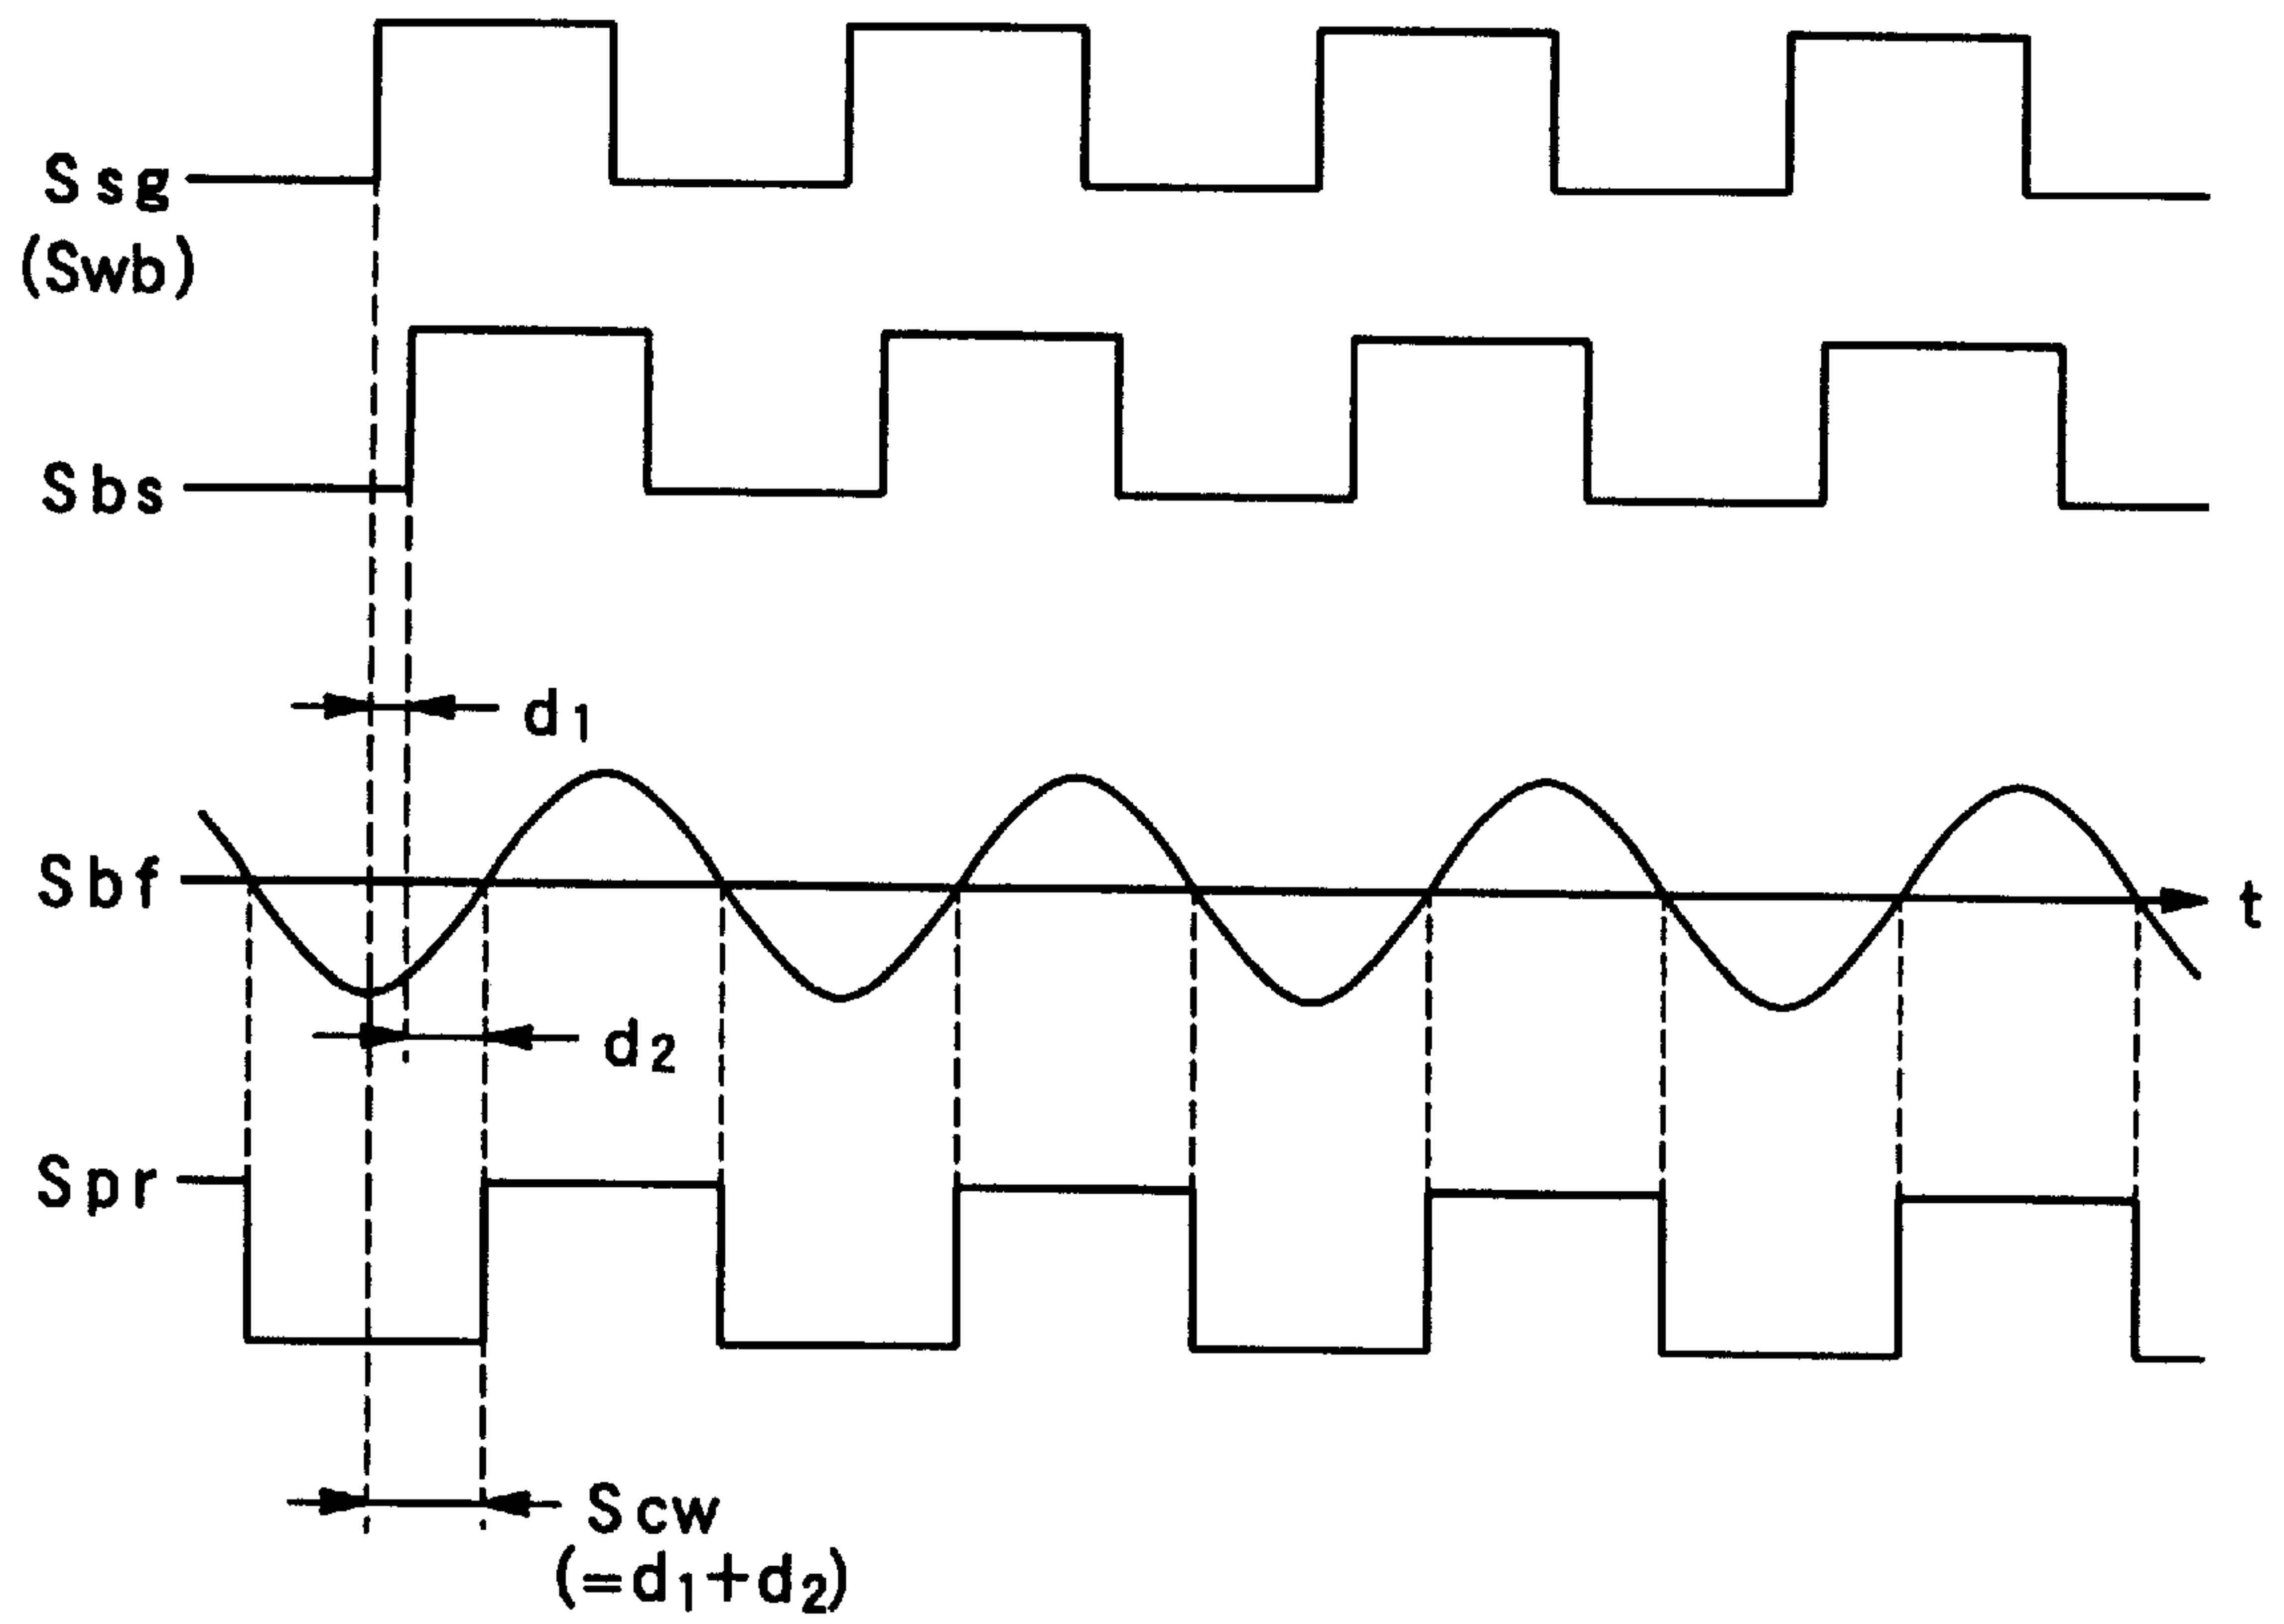 Ssg
(Swb)
Sbs
d1
Sbf
t
d2
Spr
Scw
(=d1+d2)